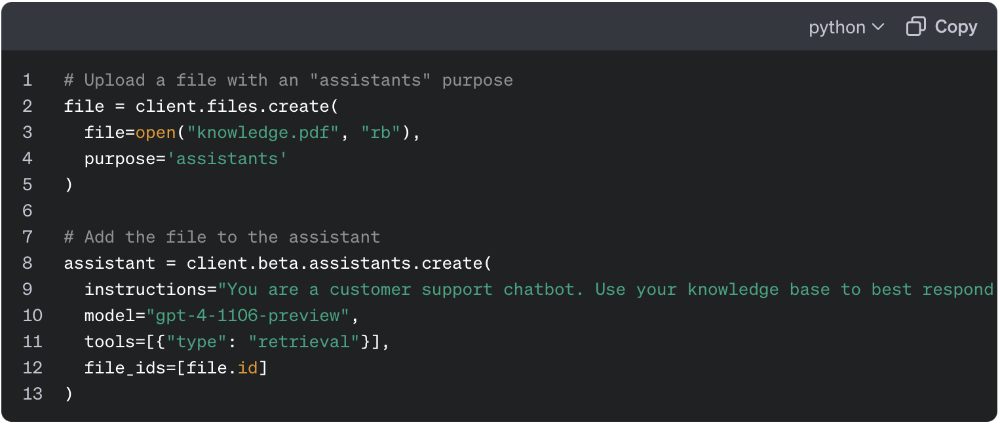 python Copy
1 # Upload a file with an "assistants" purpose
2 file = client.files.create(
3   file=open("knowledge.pdf", "rb"),
4   purpose='assistants'
5 )
6
7 # Add the file to the assistant
8 assistant = client.beta.assistants.create(
9   instructions="You are a customer support chatbot. Use your knowledge base to best respond
10   model="gpt-4-1106-preview",
11   tools=[{"type": "retrieval"}],
12   file_ids=[file.id]
13 )